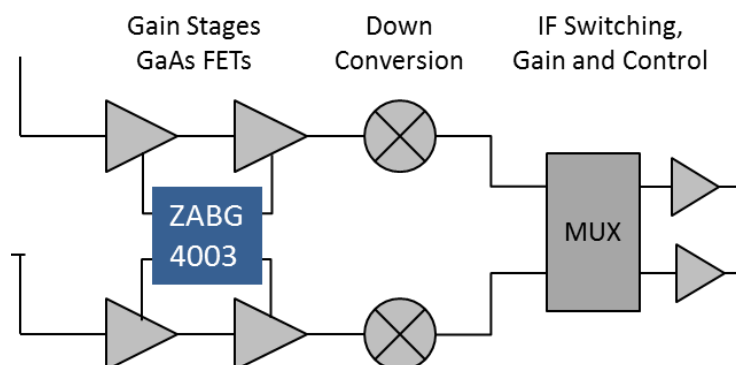 Gain Stages
GaAs FETs
Down
Conversion
IF Switching,
Gain and Control
ZABG
4003
MUX